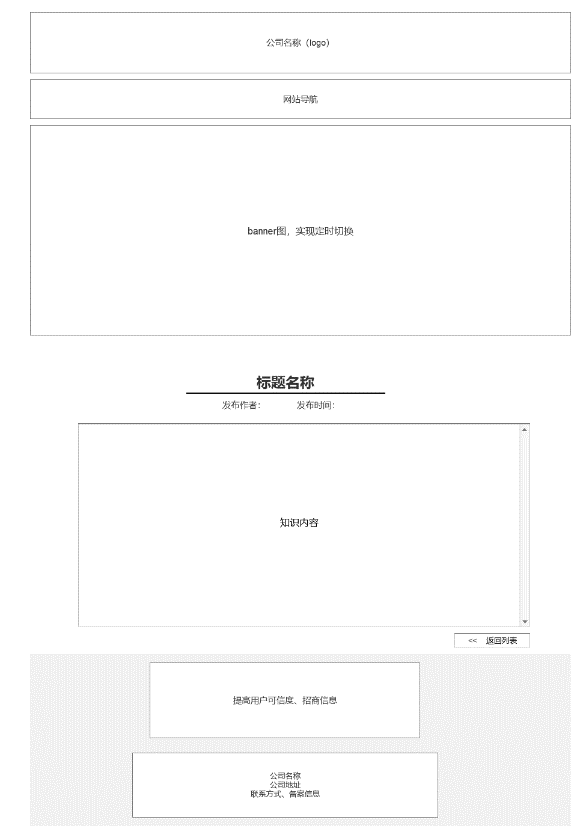 公司名称（logo）
网站导航
banner图，实现定时切换
标题名称
发布作者： 发布时间：
知识内容
<< 返回列表
提高用户可信度、招商信息
公司名称
公司地址
联系方式、备案信息